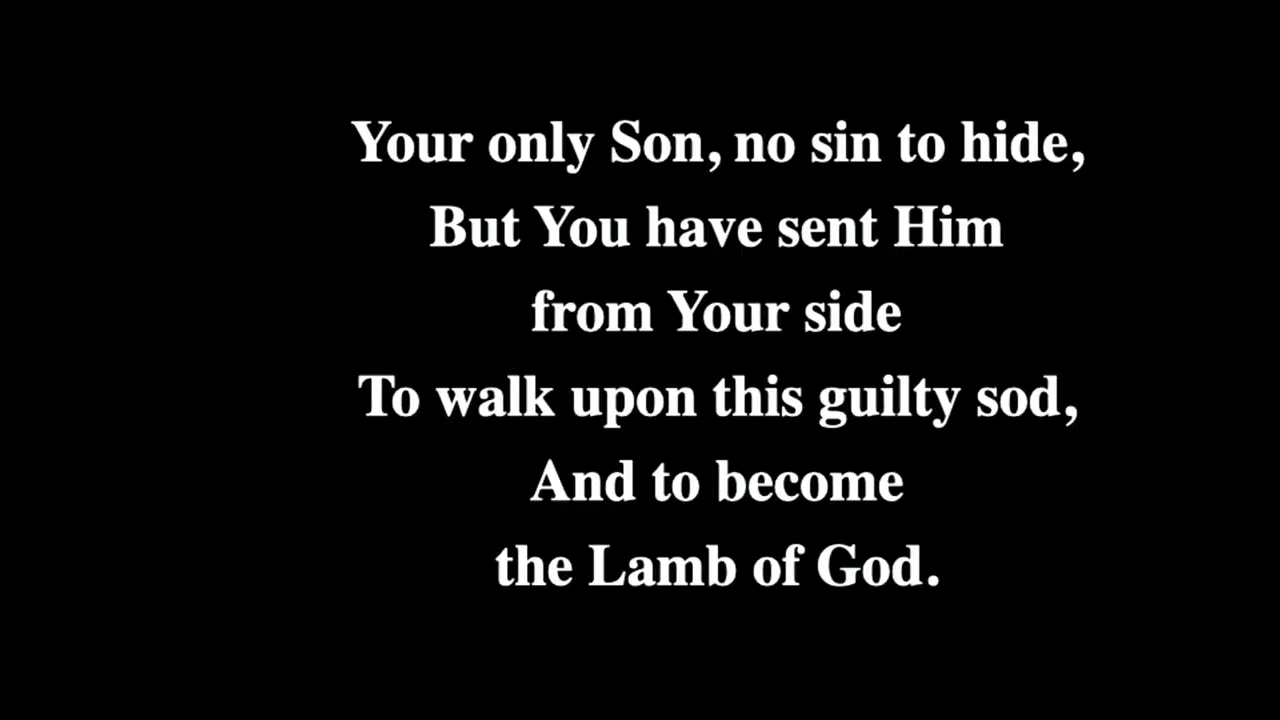 Your only Son, no sin to hide,
But You have sent Him
from Your side
To walk upon this guilty sod,
And to become
the Lamb of God.